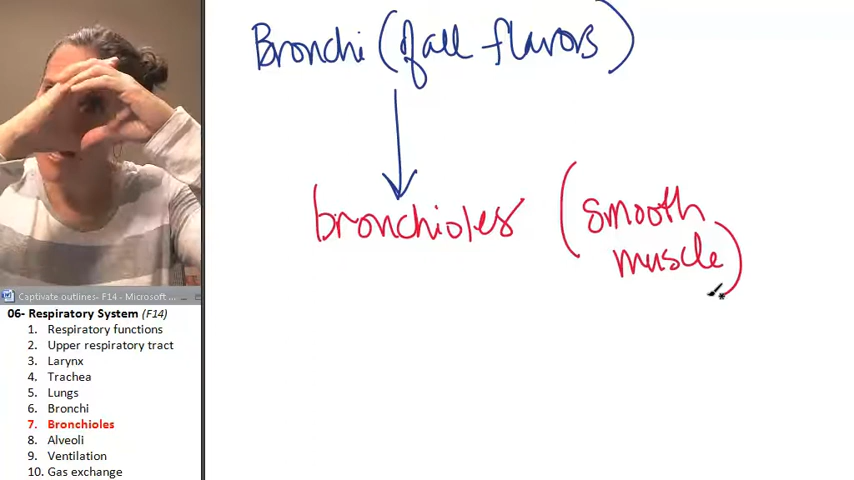 Bronchi (of all flavors)
bronchioles (smooth
muscle)
Captivate outlines- F14 - Microsoft ...
06- Respiratory System (F14)
1. Respiratory functions
2. Upper respiratory tract
3. Larynx
4. Trachea
5. Lungs
6. Bronchi
7. Bronchioles
8. Alveoli
9. Ventilation
10. Gas exchange